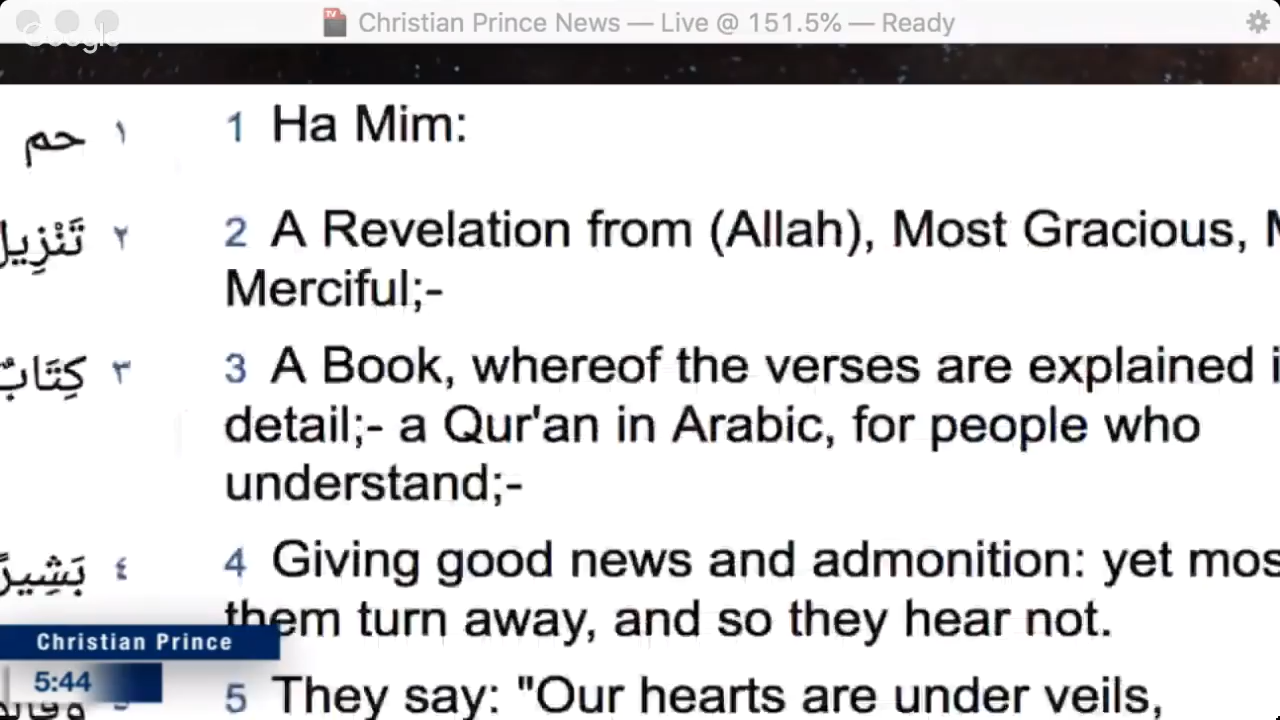 Christian Prince News — Live @ 151.5% — Ready
Google
حم ١ 1 Ha Mim:
٢ 2 A Revelation from (Allah), Most Gracious,
Merciful;-
٣ 3 A Book, whereof the verses are explained
detail;- a Qur'an in Arabic, for people who
understand;-
٤ 4 Giving good news and admonition: yet
them turn away, and so they hear not.
Christian Prince
5:44
5 They say: "Our hearts are under veils,